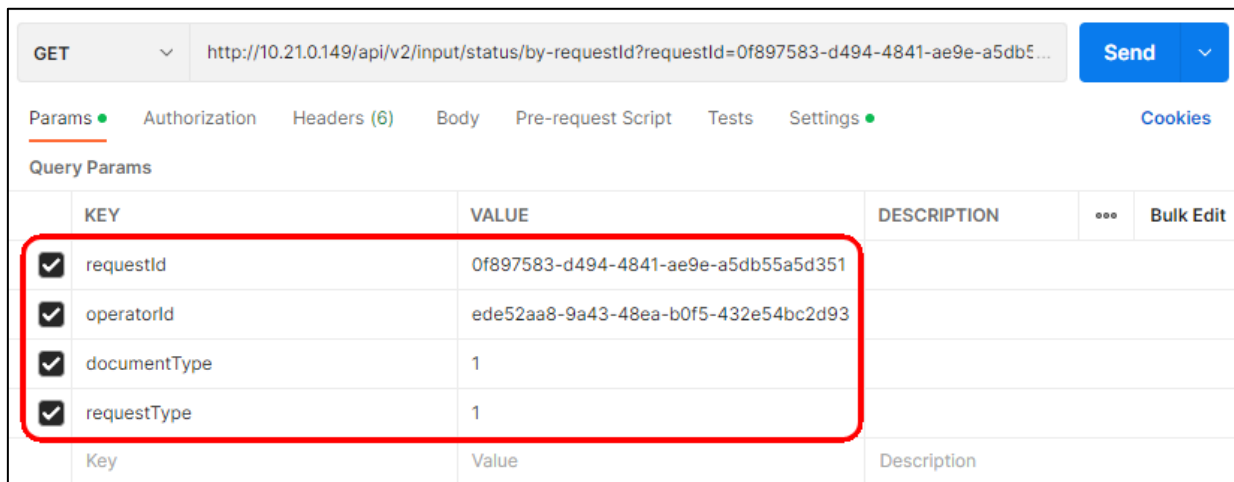 GET http://10.21.0.149/api/v2/input/status/by-requestId?requestId=0f897583-d494-4841-ae9e-a5db5... Send
Params Authorization Headers (6) Body Pre-request Script Tests Settings Cookies
Query Params
KEY VALUE DESCRIPTION ooo Bulk Edit
requestId 0f897583-d494-4841-ae9e-a5db55a5d351
operatorId ede52aa8-9a43-48ea-b0f5-432e54bc2d93
documentType 1
requestType 1
Key Value Description